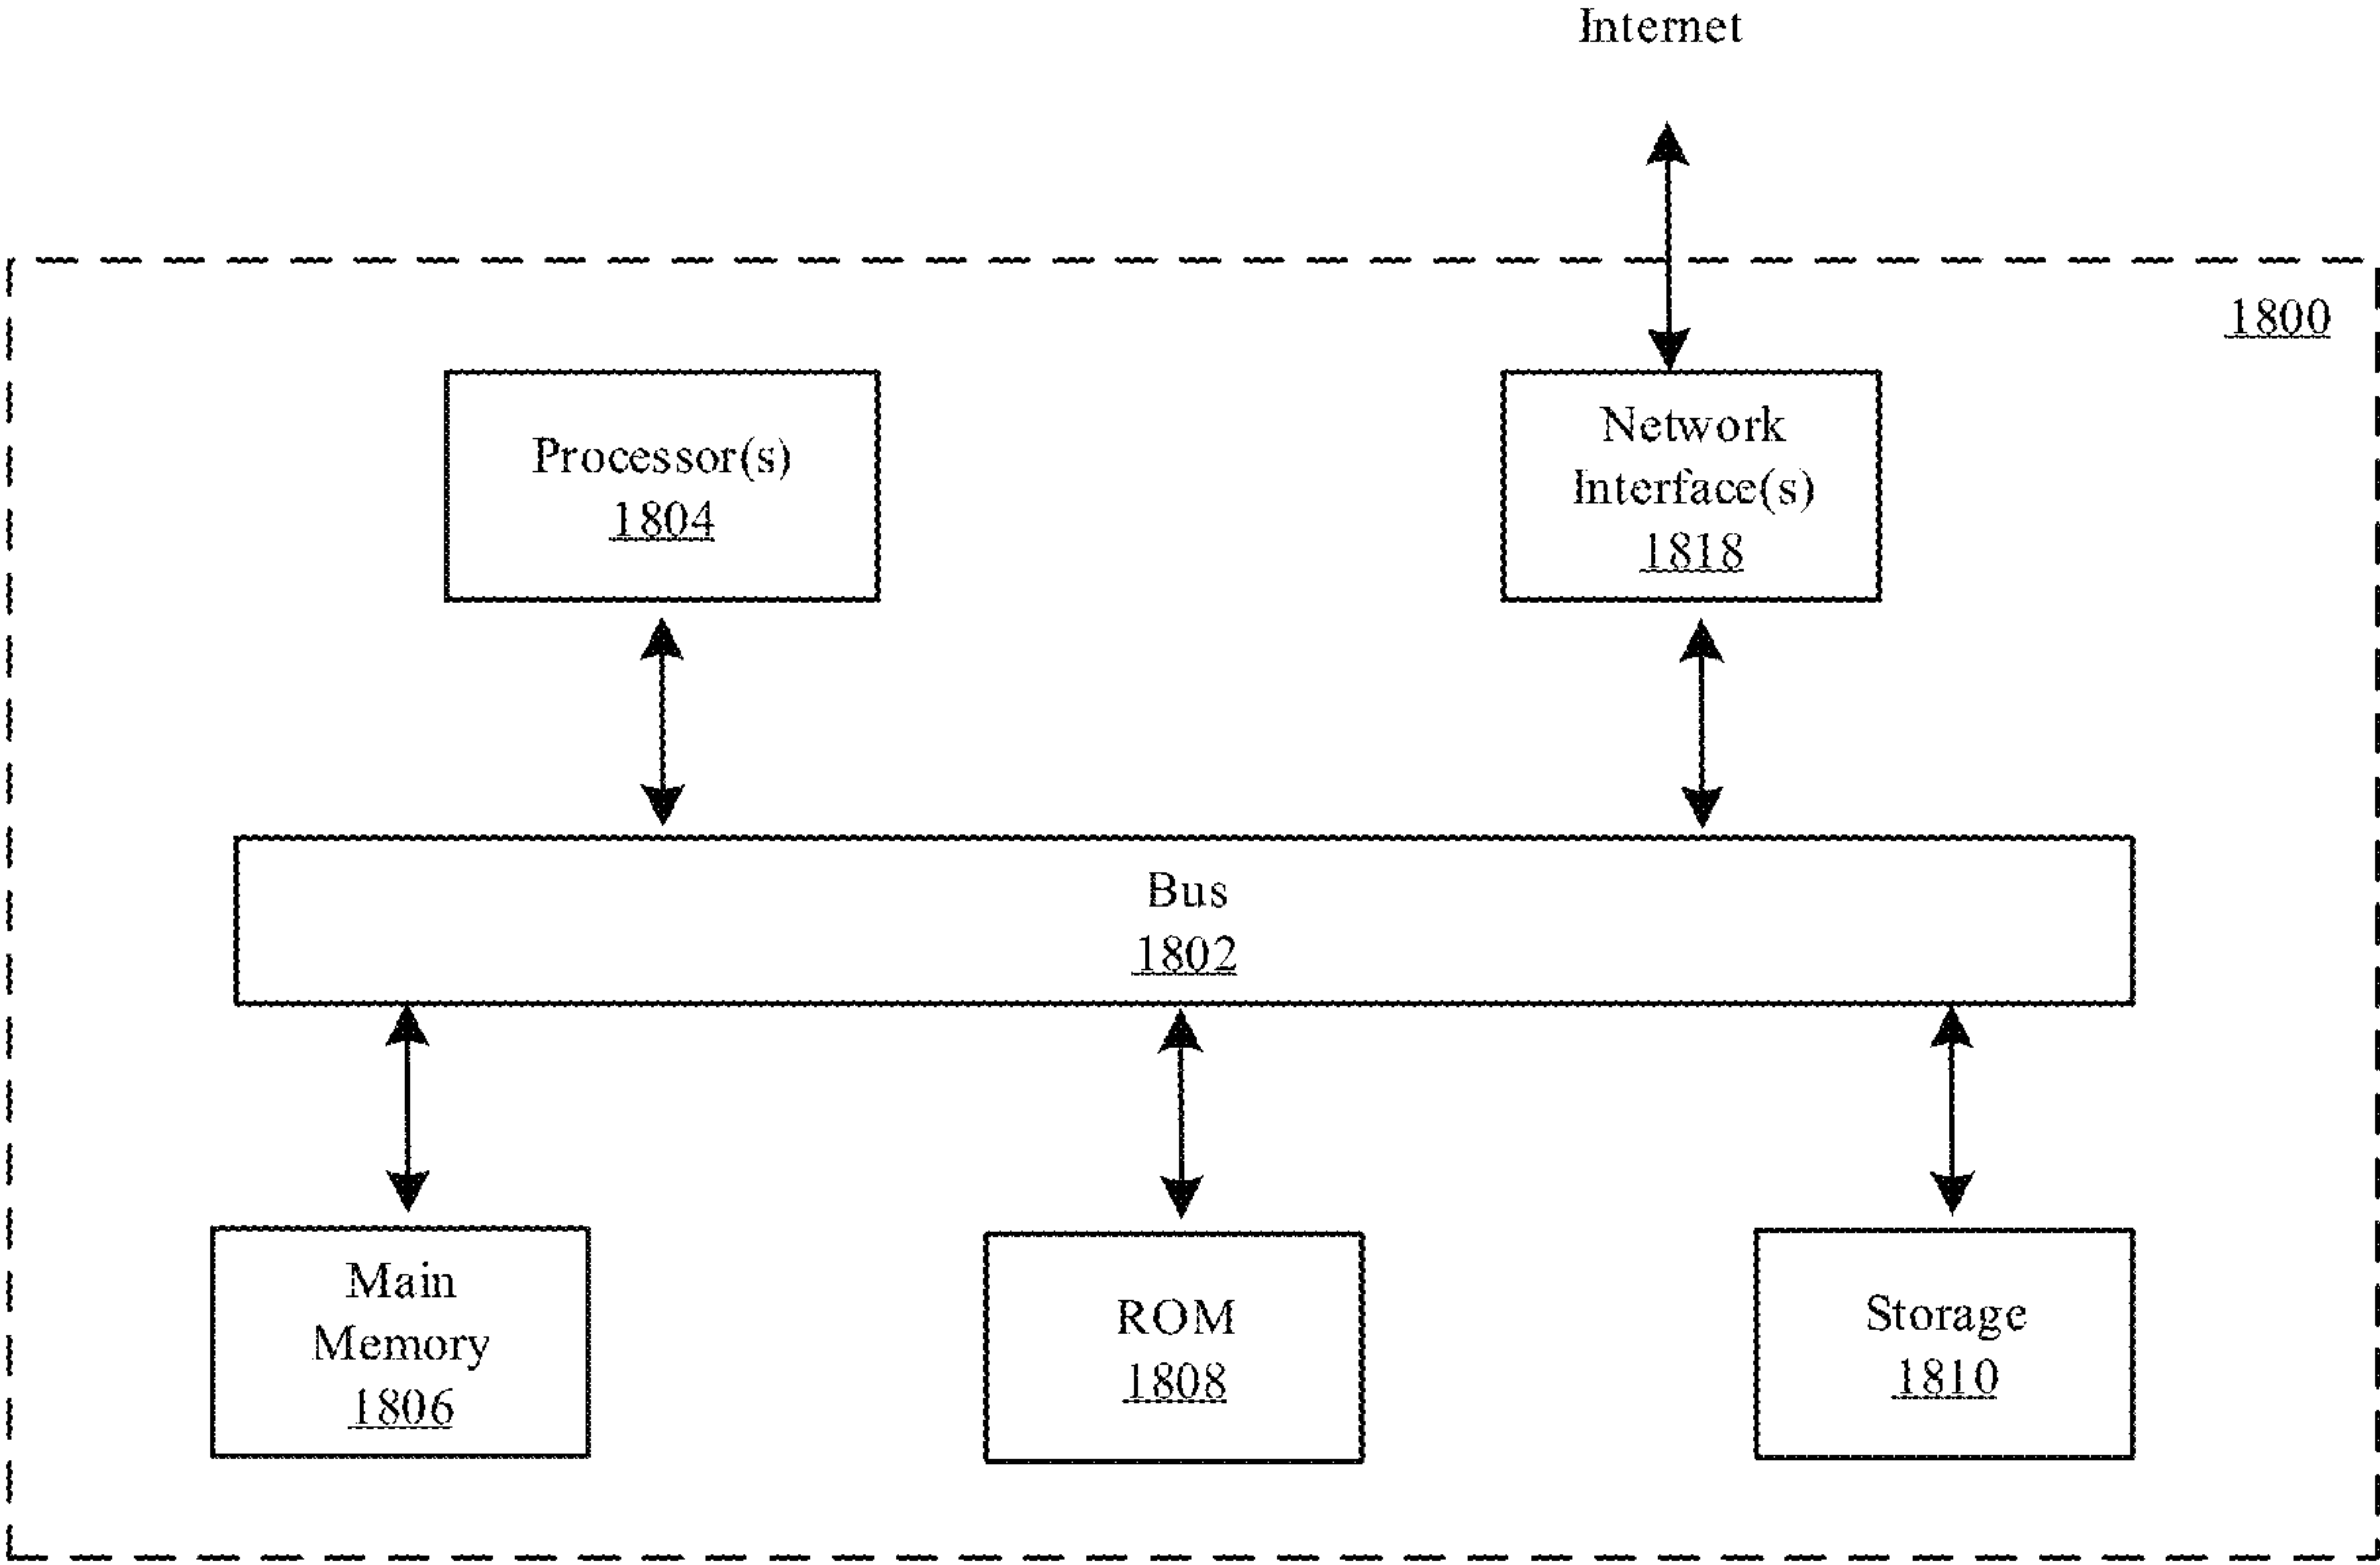 Internet
1800
Processor(s)
1804
Network
Interface(s)
1818
Bus
1802
Main
Memory
1806
ROM
1808
Storage
1810